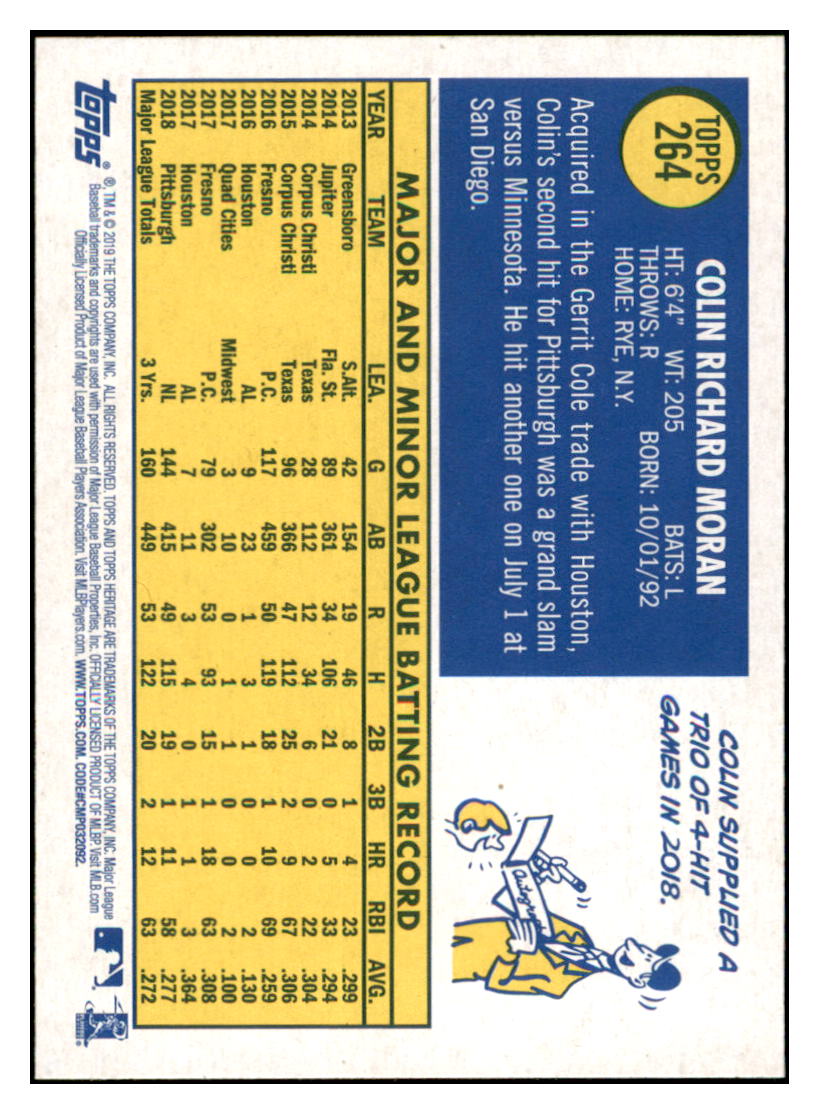 TOPPS
264
COLIN RICHARD MORAN
HT: 6'4" WT: 205 BATS: L
THROWS: R BORN: 10/01/92
HOME: RYE, N.Y.
Acquired in the Gerrit Cole trade with Houston,
Colin's second hit for Pittsburgh was a grand slam
versus Minnesota. He hit another one on July 1 at
San Diego.
COLIN SUPPLIED A
TRIO OF 4-HIT
GAMES IN 2018.
Autograph
MAJOR AND MINOR LEAGUE BATTING RECORD
YEAR TEAM LEA. G AB R H 2B 3B HR RBI AVG.
2013 Greensboro S.Atl. 42 154 19 46 8 1 4 23 .299
2014 Jupiter Fla. St. 89 361 34 106 21 0 5 33 .294
2014 Corpus Christi Texas 28 112 12 34 6 0 2 22 .304
2015 Corpus Christi Texas 96 366 47 112 25 2 9 67 .306
2016 Fresno P.C. 117 459 50 119 18 1 10 69 .259
2016 Houston AL 9 23 1 3 1 0 0 2 .130
2017 Quad Cities Midwest 3 10 0 1 1 0 0 2 .100
2017 Fresno P.C. 79 302 53 93 15 1 18 63 .308
2017 Houston AL 7 11 3 4 0 1 1 3 .364
2018 Pittsburgh NL 144 415 49 115 19 1 11 58 .277
Major League Totals 3 Yrs. 160 449 53 122 20 2 12 63 .272
topps®
®, TM & © 2019 THE TOPPS COMPANY, INC. ALL RIGHTS RESERVED. TOPPS AND TOPPS HERITAGE ARE TRADEMARKS OF THE TOPPS COMPANY, INC. Major League
Baseball trademarks and copyrights are used with permission of Major League Baseball Properties, Inc. OFFICIALLY LICENSED PRODUCT OF MLBP. Visit MLB.com
Officially Licensed Product of Major League Baseball Players Association. Visit MLBPlayers.com. WWW.TOPPS.COM. CODE#CMP032092.